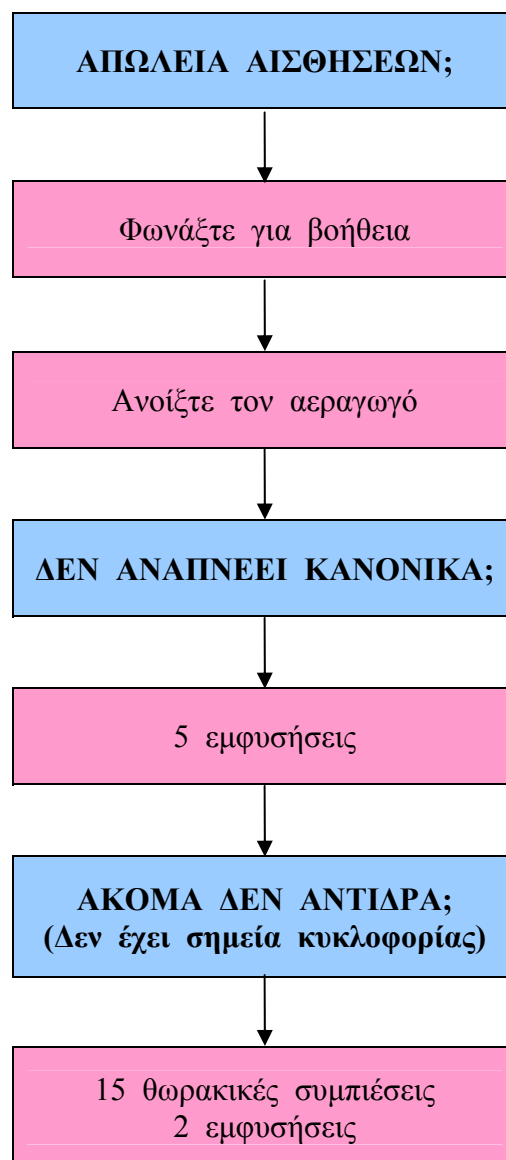 ΑΠΩΛΕΙΑ ΑΙΣΘΗΣΕΩΝ;
Φωνάξτε για βοήθεια
Ανοίξτε τον αεραγωγό
ΔΕΝ ΑΝΑΠΝΕΕΙ ΚΑΝΟΝΙΚΑ;
5 εμφυσήσεις
ΑΚΟΜΑ ΔΕΝ ΑΝΤΙΔΡΑ;
(Δεν έχει σημεία κυκλοφορίας)
15 θωρακικές συμπιέσεις
2 εμφυσήσεις